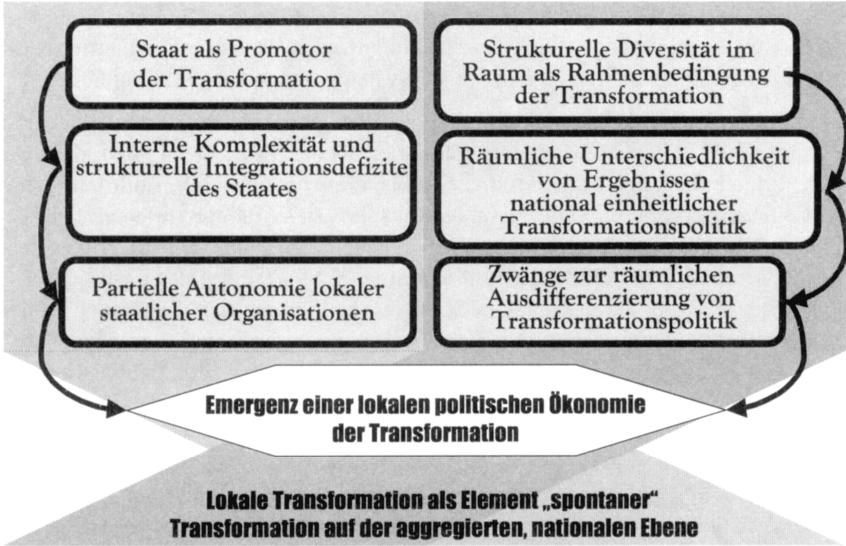 Staat als Promotor
der Transformation
Interne Komplexität und
strukturelle Integrationsdefizite
des Staates
Partielle Autonomie lokaler
staatlicher Organisationen
Strukturelle Diversität im
Raum als Rahmenbedingung
der Transformation
Räumliche Unterschiedlichkeit
von Ergebnissen
national einheitlicher
Transformationspolitik
Zwänge zur räumlichen
Ausdifferenzierung von
Transformationspolitik
Emergenz einer lokalen politischen Ökonomie
der Transformation
Lokale Transformation als Element „spontaner“
Transformation auf der aggregierten, nationalen Ebene